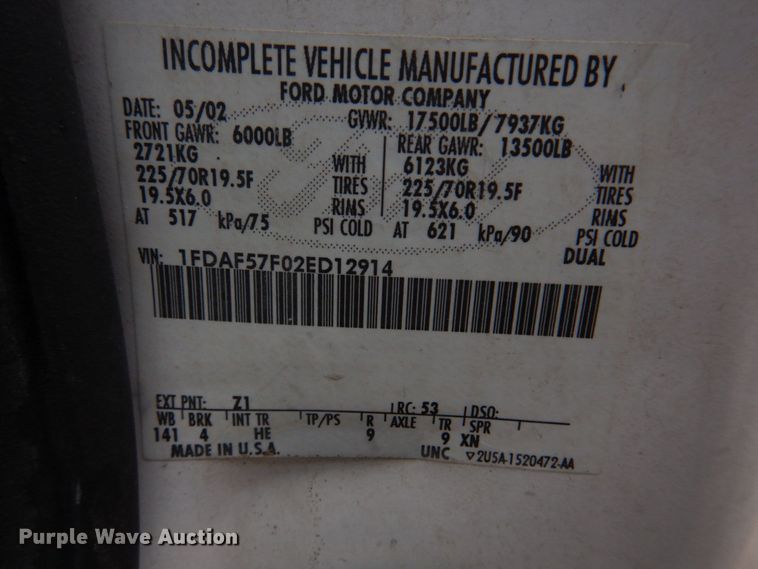 INCOMPLETE VEHICLE MANUFACTURED BY
FORD MOTOR COMPANY
DATE: 05/02 GVWR: 17500LB/7937KG
FRONT GAWR: 6000LB REAR GAWR: 13500LB
2721KG WITH 6123KG WITH
225/70R19.5F TIRES 225/70R19.5F TIRES
19.5X6.0 RIMS 19.5X6.0 RIMS
AT 517 kPa/75 PSI COLD AT 621 kPa/90 PSI COLD
DUAL
VIN: 1FDAF57F02ED12914
EXT PNT: Z1 RC: 53 DSO:
WB BRK INT TR TP/PS R AXLE TR SPR
141 4 HE 9 9 XN
MADE IN U.S.A. UNC ▽2U5A-1520472-AA
Purple Wave Auction